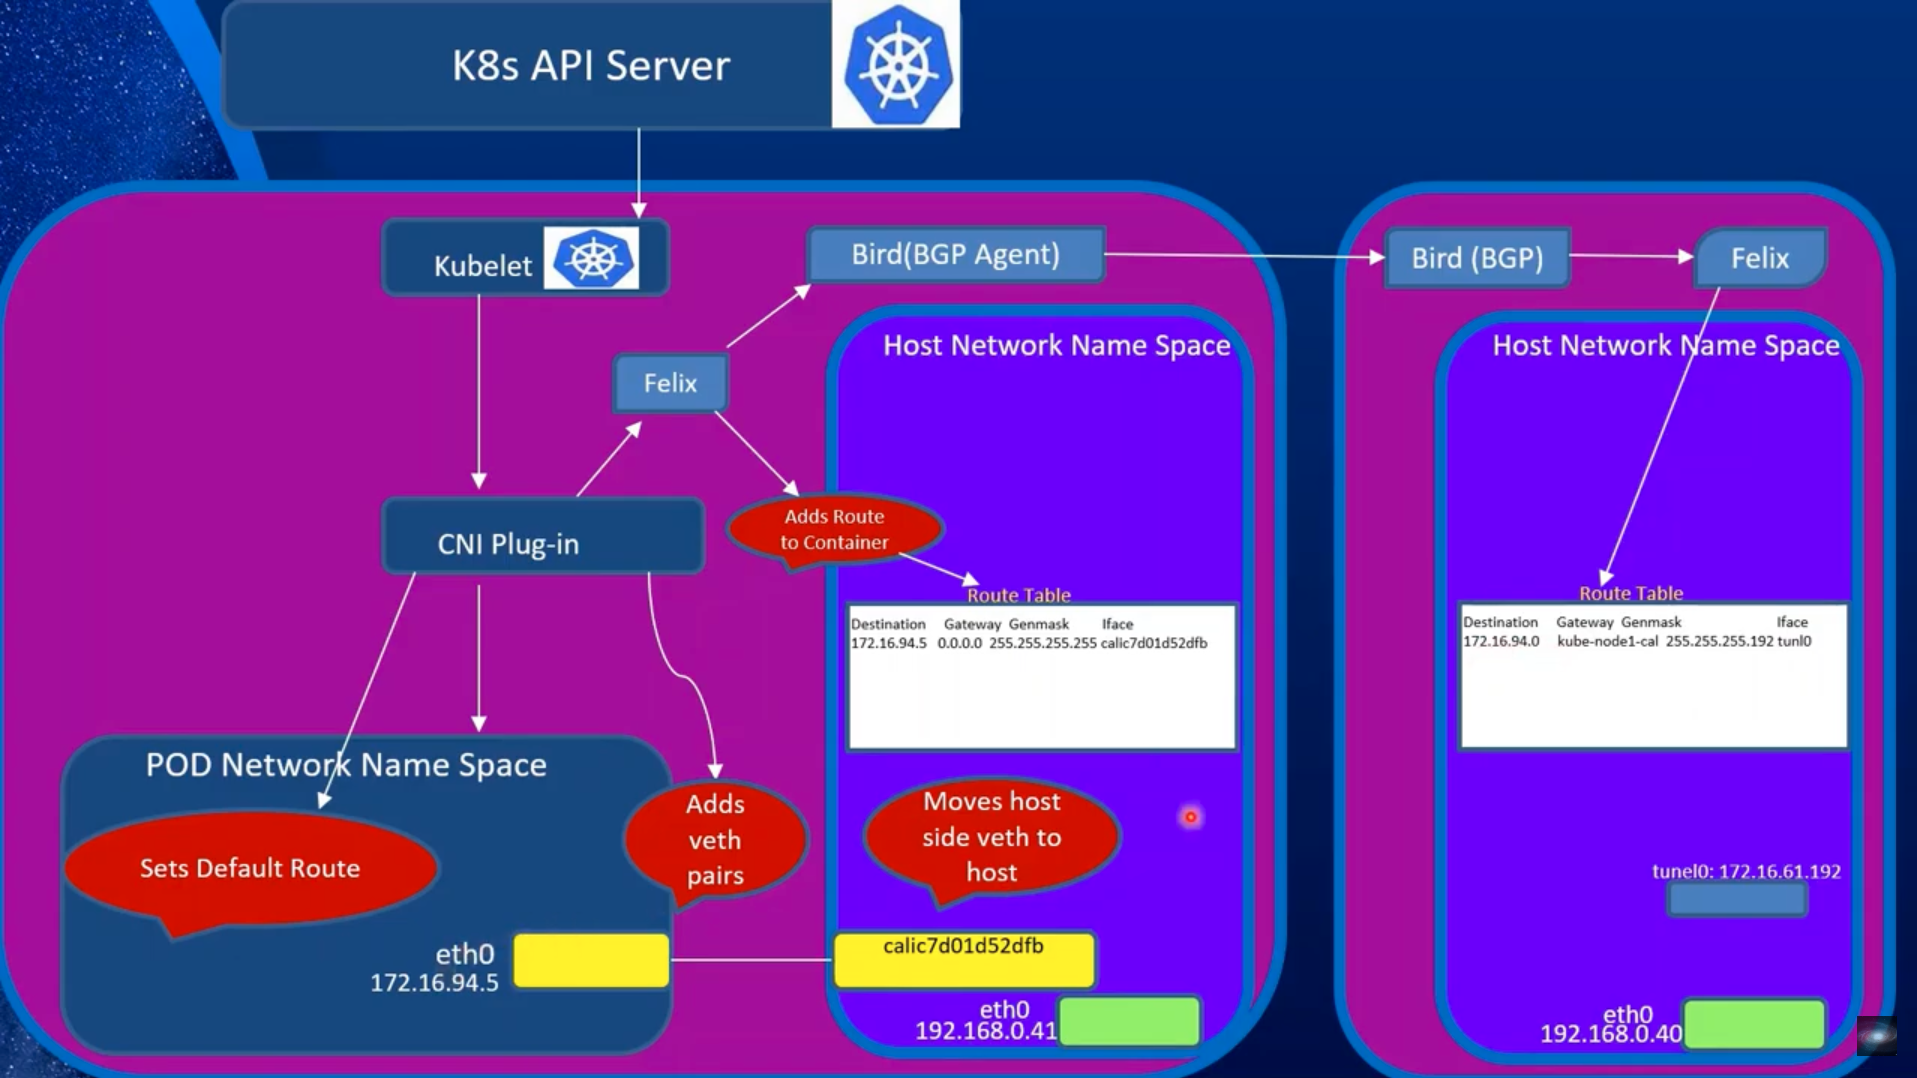 K8s API Server
Kubelet
Bird(BGP Agent)
Bird (BGP)
Felix
Host Network Name Space
Host Network Name Space
Felix
Adds Route
to Container
CNI Plug-in
Route Table
Destination Gateway Genmask Iface
172.16.94.5 0.0.0.0 255.255.255.255 calic7d01d52dfb
Route Table
Destination Gateway Genmask Iface
172.16.94.0 kube-node1-cal 255.255.255.192 tunl0
POD Network Name Space
Sets Default Route
Adds
veth
pairs
Moves host
side veth to
host
tunel0: 172.16.61.192
eth0
172.16.94.5
calic7d01d52dfb
eth0
192.168.0.41
eth0
192.168.0.40